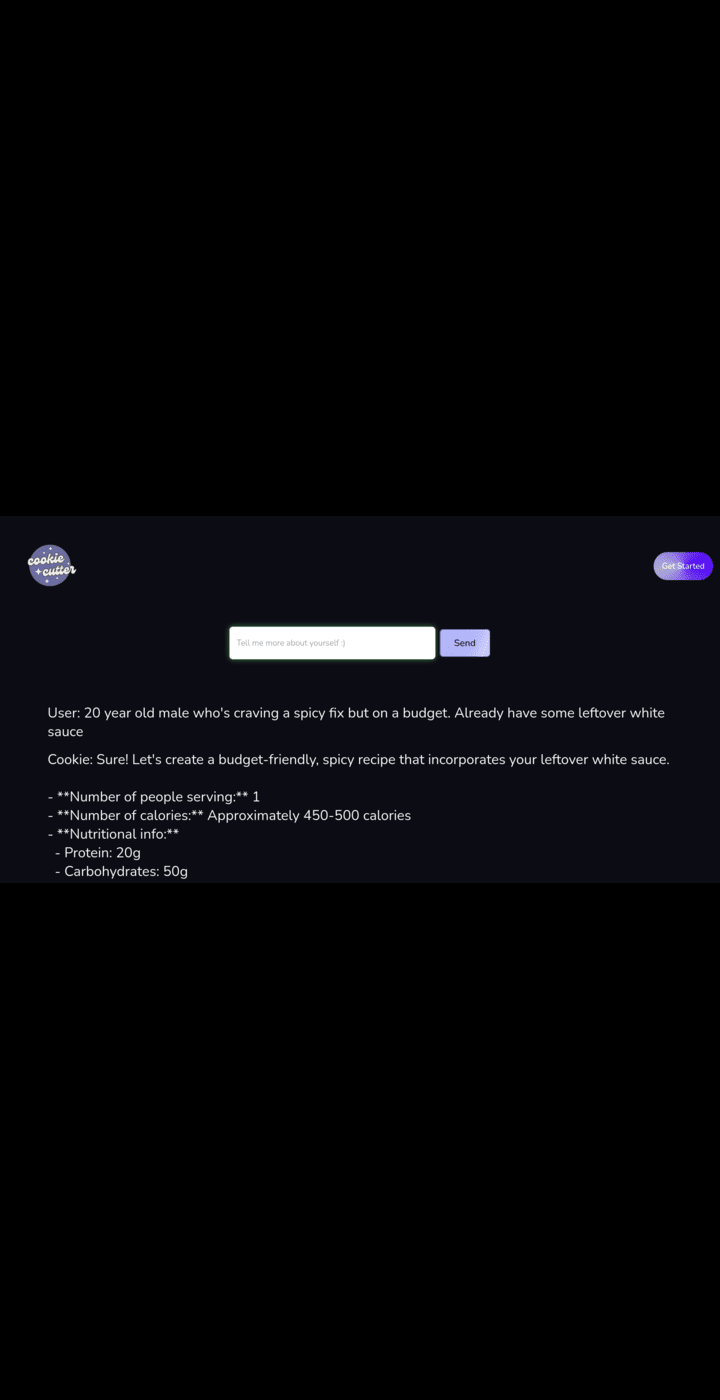 cookie
cutter
Get Started
Tell me more about yourself :)
Send
User: 20 year old male who's craving a spicy fix but on a budget. Already have some leftover white
sauce
Cookie: Sure! Let's create a budget-friendly, spicy recipe that incorporates your leftover white sauce.
- **Number of people serving:** 1
- **Number of calories:** Approximately 450-500 calories
- **Nutritional info:**
- Protein: 20g
- Carbohydrates: 50g